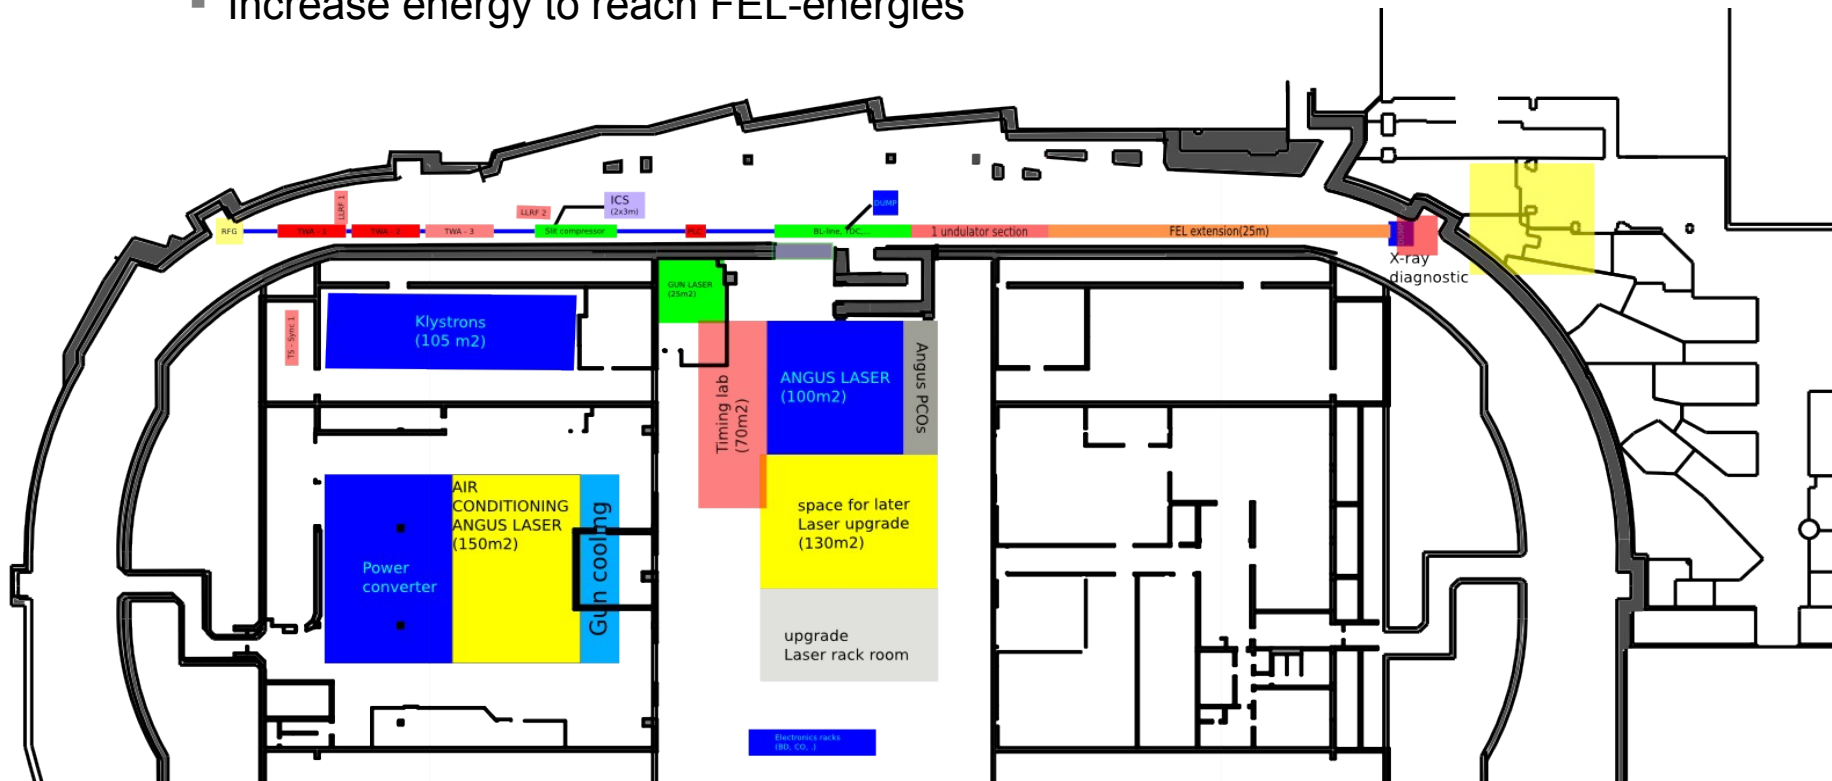 ▪ Increase energy to reach FEL-energies
LLRF 1
ICS
(2x3m)
LLRF 2
DUMP
RFG
TWA - 1
TWA - 2
TWA - 3
Slit compressor
PLC
BL-line, TDC,...
1 undulator section
FEL extension(25m)
X-ray
diagnostic
GUN LASER
(25m2)
Klystrons
(105 m2)
TS - Sync 1
Timing lab
(70m2)
ANGUS LASER
(100m2)
Angus PCOs
AIR
CONDITIONING
ANGUS LASER
(150m2)
Power
converter
Gun cooling
space for later
Laser upgrade
(130m2)
upgrade
Laser rack room
Electronics racks
(BD, CO, .)